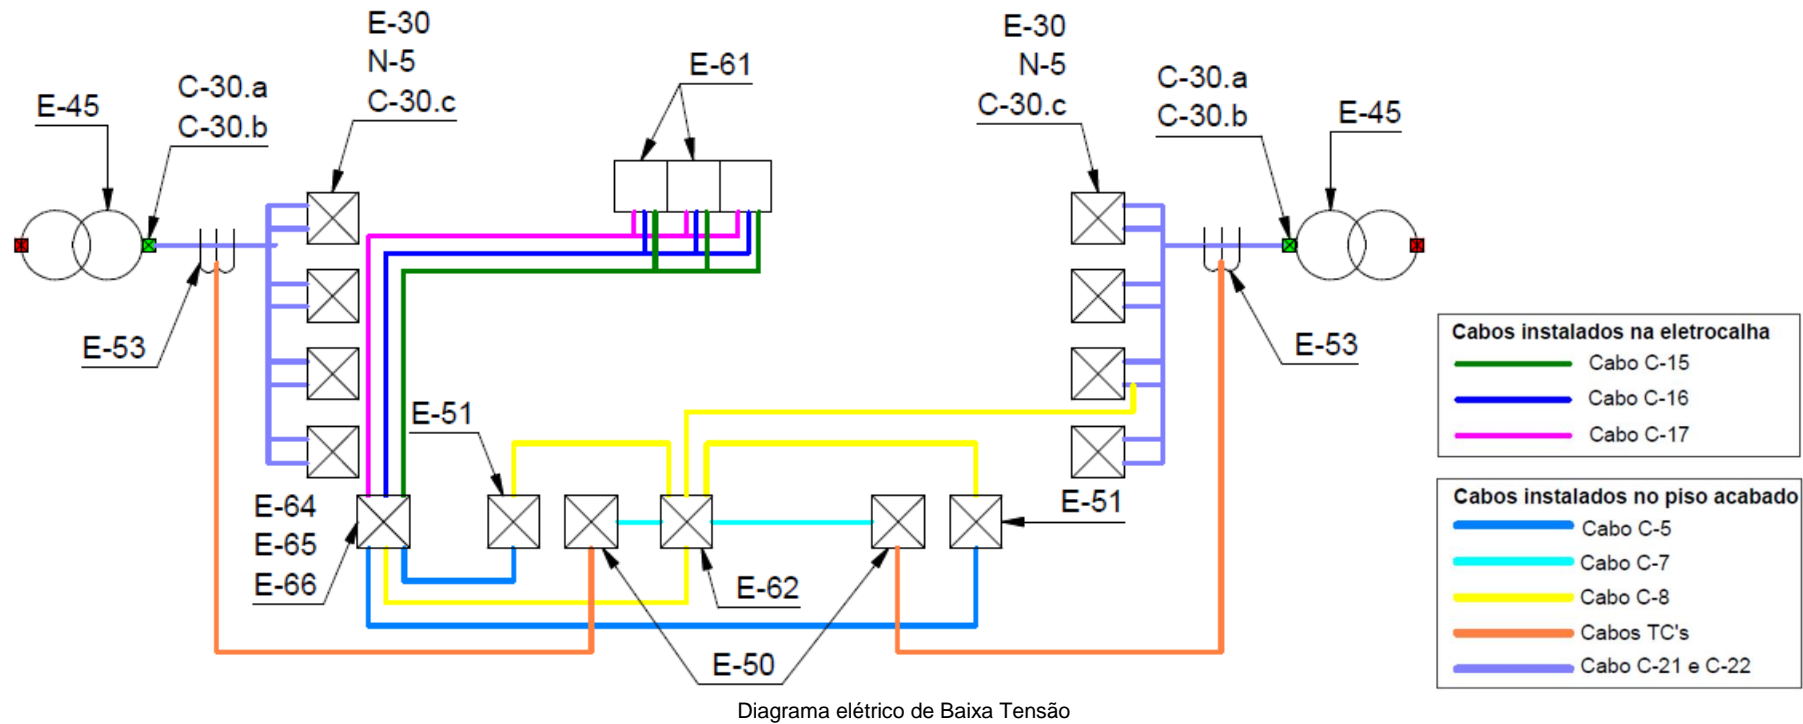 E-30
N-5
C-30.c
E-45
C-30.a
C-30.b
E-61
E-30
N-5
C-30.c
C-30.a
C-30.b
E-45
E-53
E-53
E-51
E-51
E-64
E-65
E-66
E-62
E-50
Cabos instalados na eletrocalha
Cabo C-15
Cabo C-16
Cabo C-17
Cabos instalados no piso acabado
Cabo C-5
Cabo C-7
Cabo C-8
Cabos TC's
Cabo C-21 e C-22
Diagrama elétrico de Baixa Tensão